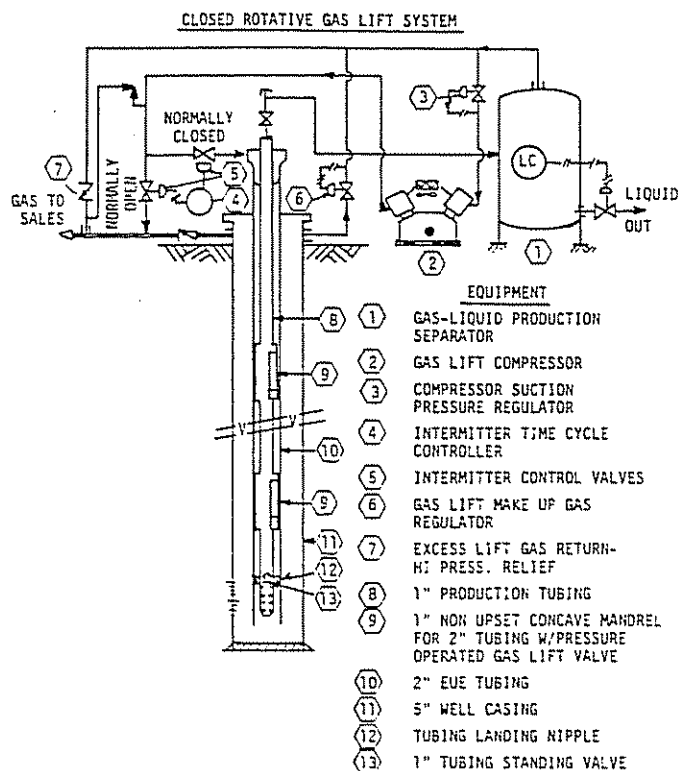 CLOSED ROTATIVE GAS LIFT SYSTEM
NORMALLY
CLOSED
3
LC
7
NORMALLY
OPEN
5
4
6
GAS TO
SALES
LIQUID
OUT
2
1
EQUIPMENT
8
9
V V
10
9
11
12
13
1 GAS-LIQUID PRODUCTION
SEPARATOR
2 GAS LIFT COMPRESSOR
3 COMPRESSOR SUCTION
PRESSURE REGULATOR
4 INTERMITTER TIME CYCLE
CONTROLLER
5 INTERMITTER CONTROL VALVES
6 GAS LIFT MAKE UP GAS
REGULATOR
7 EXCESS LIFT GAS RETURN-
HI PRESS. RELIEF
8 1" PRODUCTION TUBING
9 1" NON UPSET CONCAVE MANDREL
FOR 2" TUBING W/PRESSURE
OPERATED GAS LIFT VALVE
10 2" EUE TUBING
11 5" WELL CASING
12 TUBING LANDING NIPPLE
13 1" TUBING STANDING VALVE